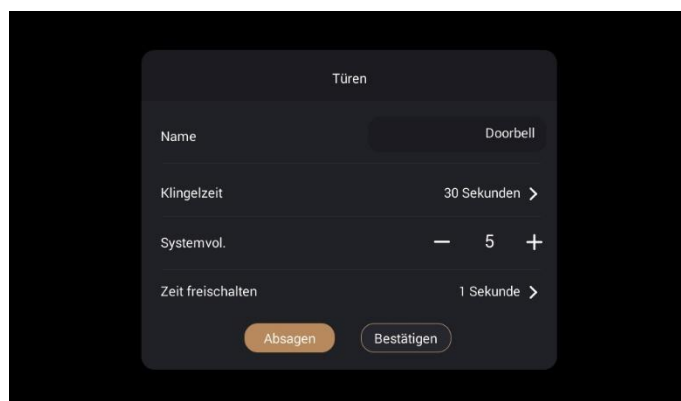 Türen
Name Doorbell
Klingelzeit 30 Sekunden
Systemvol. 5
Zeit freischalten 1 Sekunde
Absagen Bestätigen